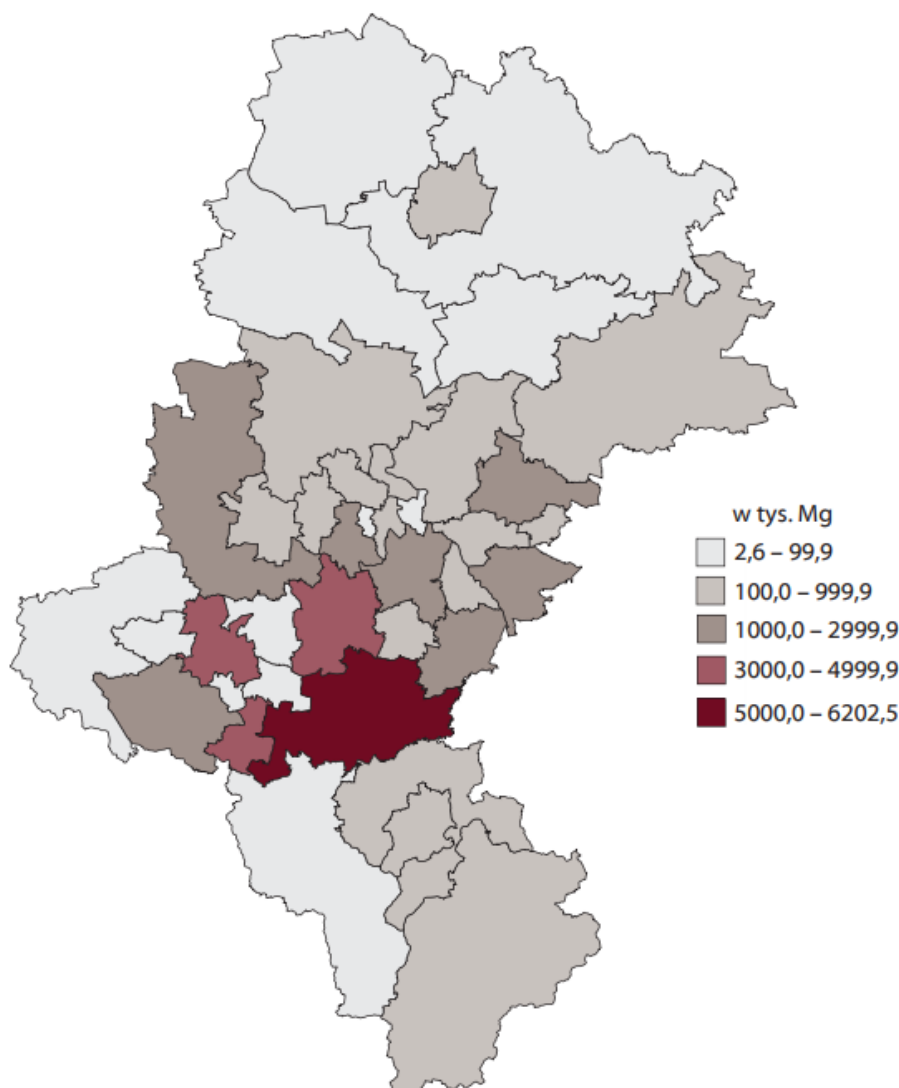 w tys. Mg
2,6 – 99,9
100,0 – 999,9
1000,0 – 2999,9
3000,0 – 4999,9
5000,0 – 6202,5